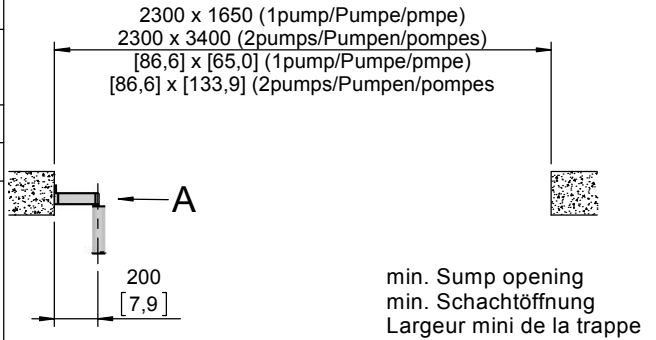 2300 x 1650 (1pump/Pumpe/pmpe)
2300 x 3400 (2pumps/Pumpen/pompes)
[86,6] x [65,0] (1pump/Pumpe/pmpe)
[86,6] x [133,9] (2pumps/Pumpen/pompes
A
200
[7,9]
min. Sump opening
min. Schachtöffnung
Largeur mini de la trappe